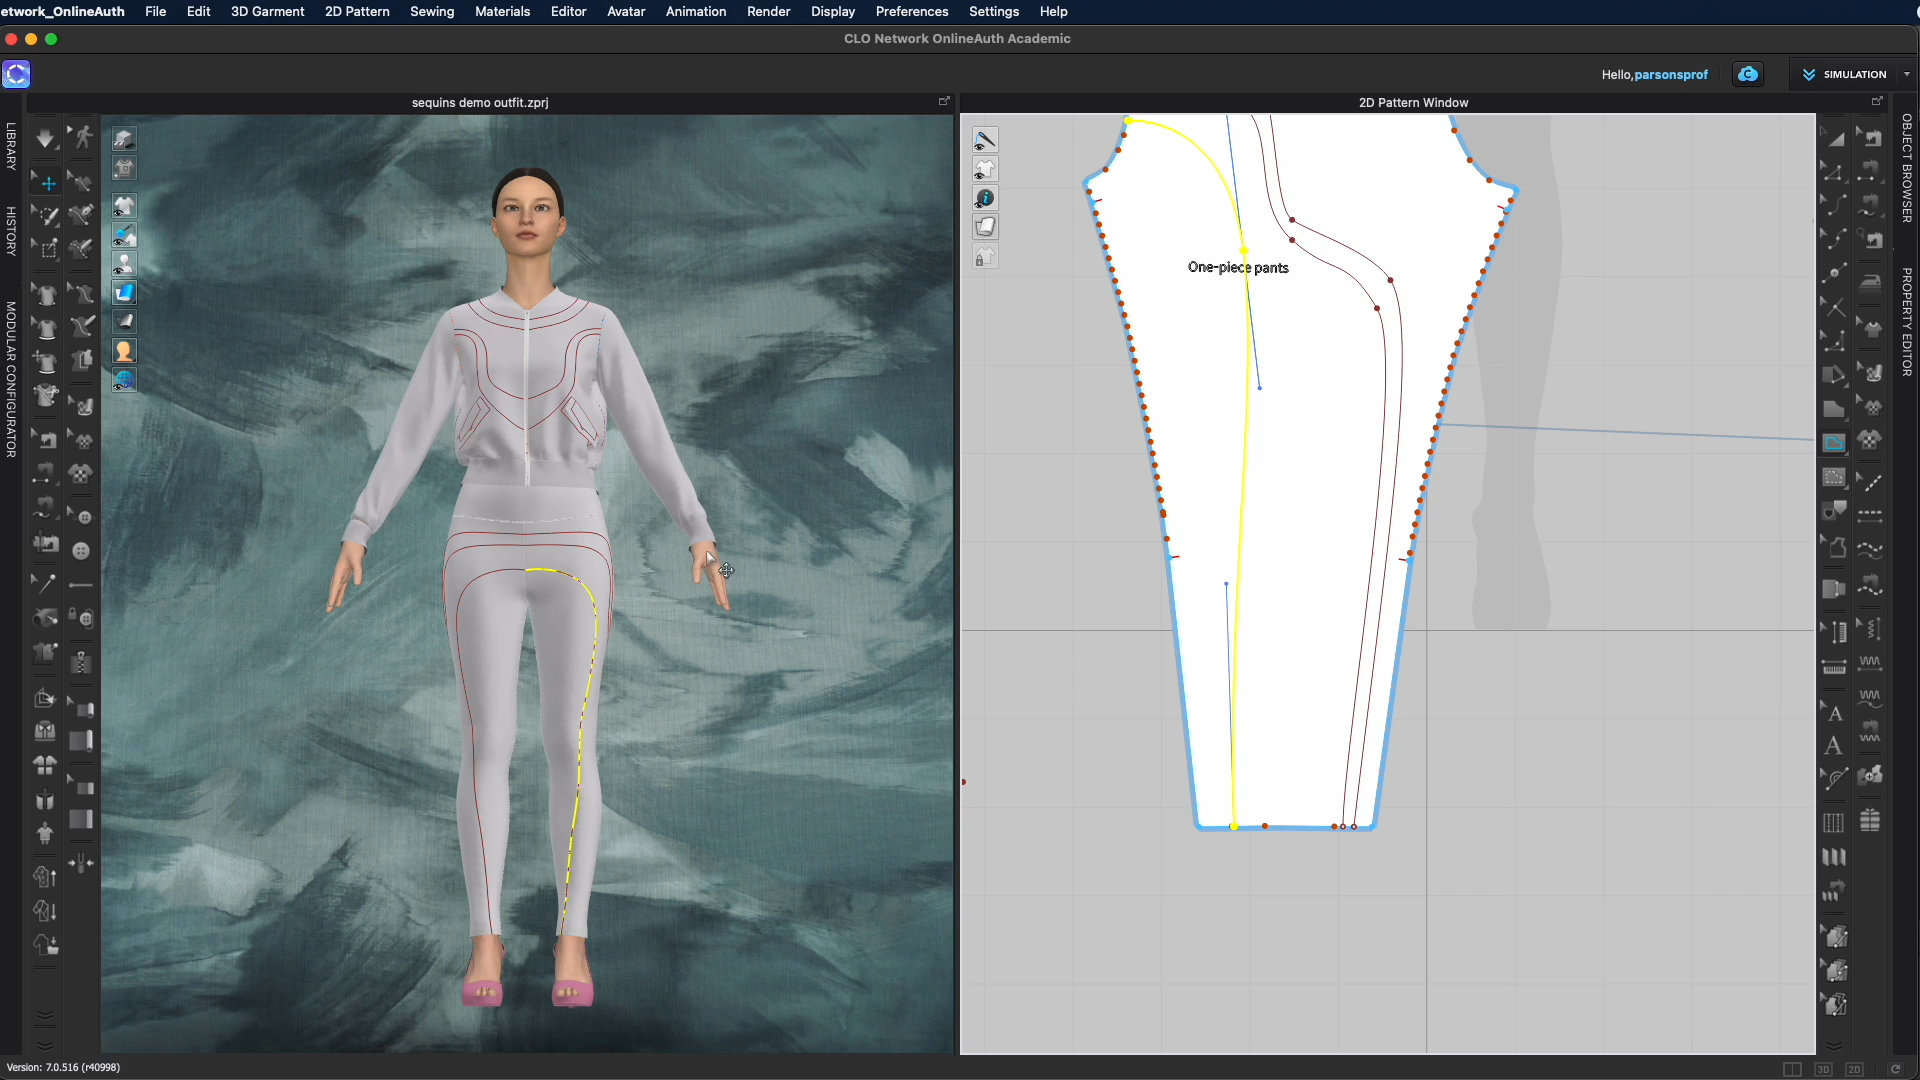 etwork_OnlineAuth File Edit 3D Garment 2D Pattern Sewing Materials Editor Avatar Animation Render Display Preferences Settings Help
CLO Network OnlineAuth Academic
Hello,parsonsprof SIMULATION
sequins demo outfit.zprj 2D Pattern Window
LIBRARY
HISTORY
MODULAR CONFIGURATOR
One-piece pants
OBJECT BROWSER
PROPERTY EDITOR
A
A
Version: 7.0.516 (r40998) 3D 2D